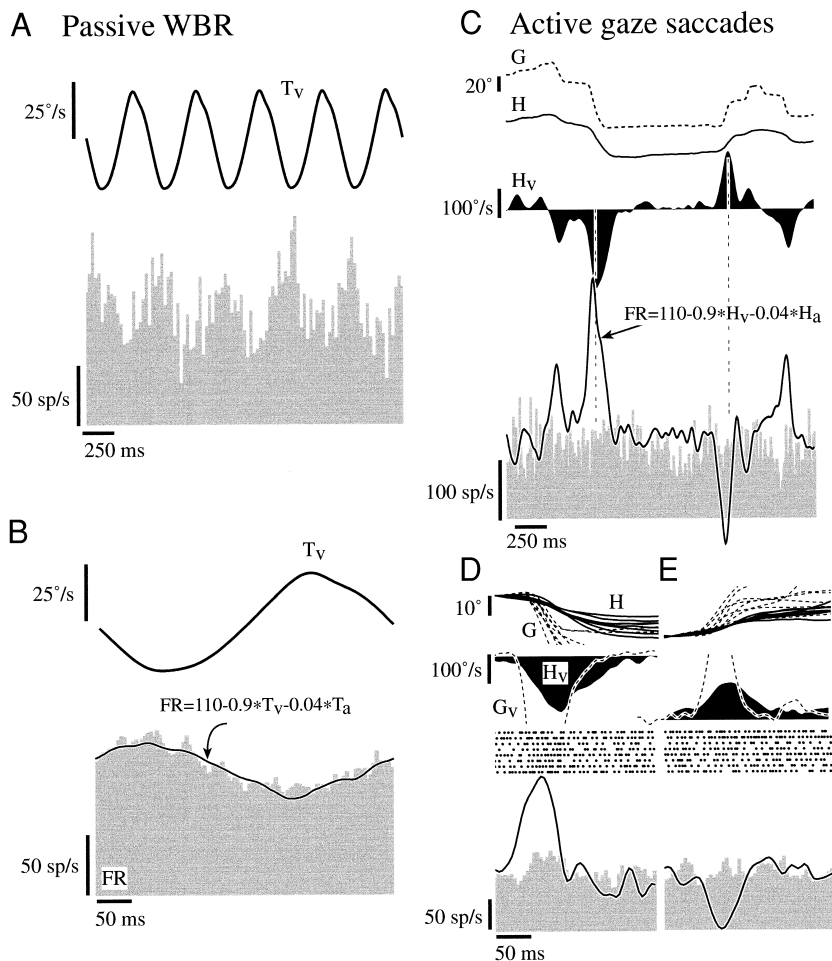 A Passive WBR
25°/s
Tv
50 sp/s
250 ms
B
Tv
25°/s
FR=110-0.9*Tv-0.04*Ta
50 sp/s
FR
50 ms
C Active gaze saccades
G
20°
H
Hv
100°/s
FR=110-0.9*Hv-0.04*Ha
100 sp/s
250 ms
D
E
10°
H
G
100°/s
Hv
Gv
50 sp/s
50 ms